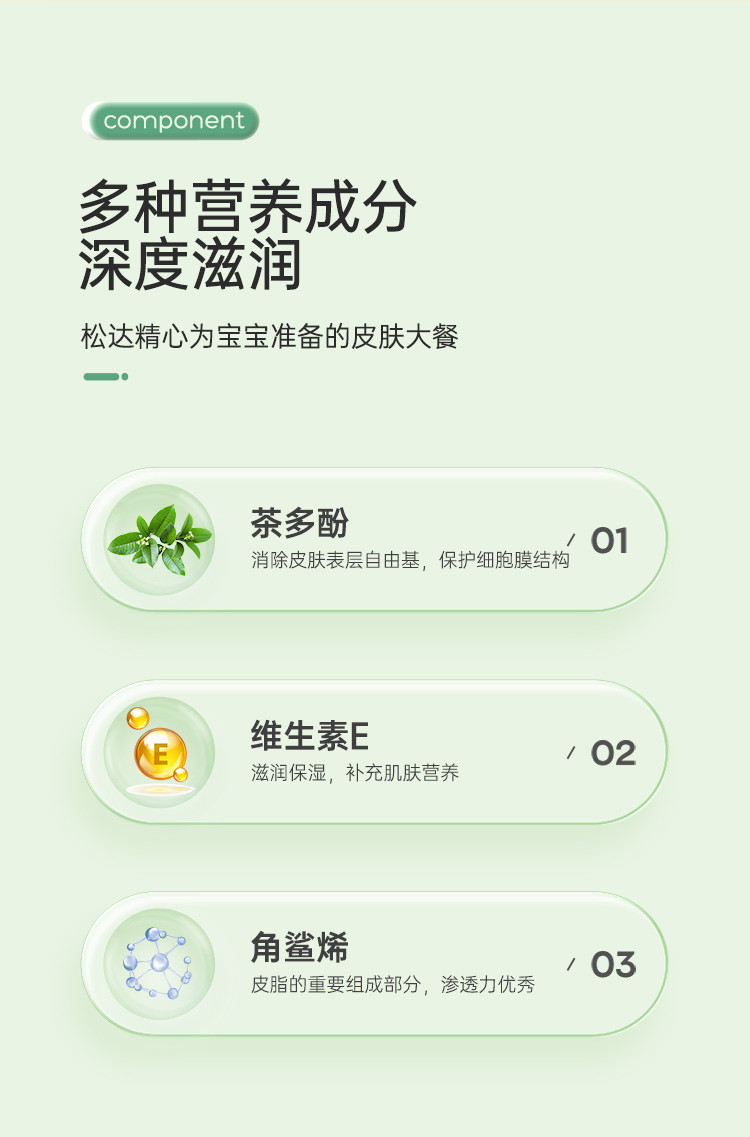 component
多种营养成分
深度滋润
松达精心为宝宝准备的皮肤大餐
茶多酚
消除皮肤表层自由基，保护细胞膜结构
/ 01
E
维生素E
滋润保湿，补充肌肤营养
/ 02
角鲨烯
皮脂的重要组成部分，渗透力优秀
/ 03